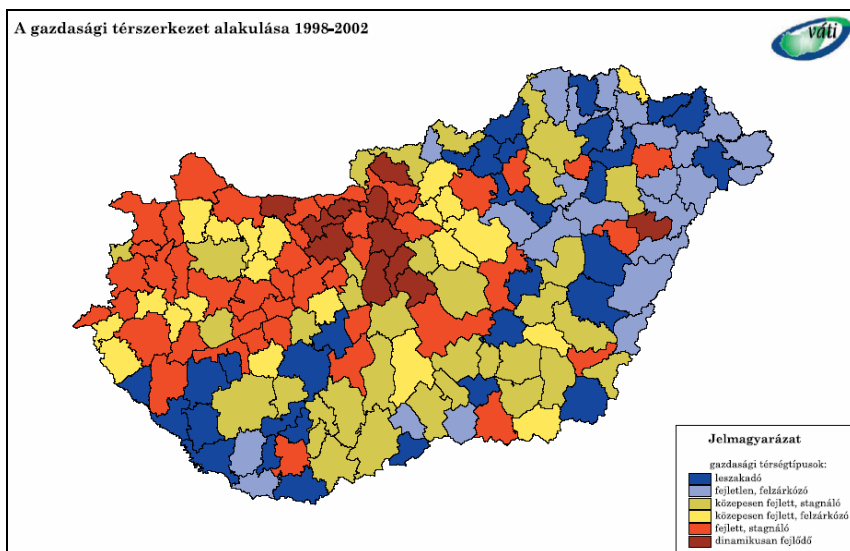 A gazdasági térszerkezet alakulása 1998-2002
váti
Jelmagyarázat
gazdasági térségtípusok:
leszakadó
fejletlen, felzárkózó
közepesen fejlett, stagnáló
közepesen fejlett, felzárkózó
fejlett, stagnáló
dinamikusan fejlődő